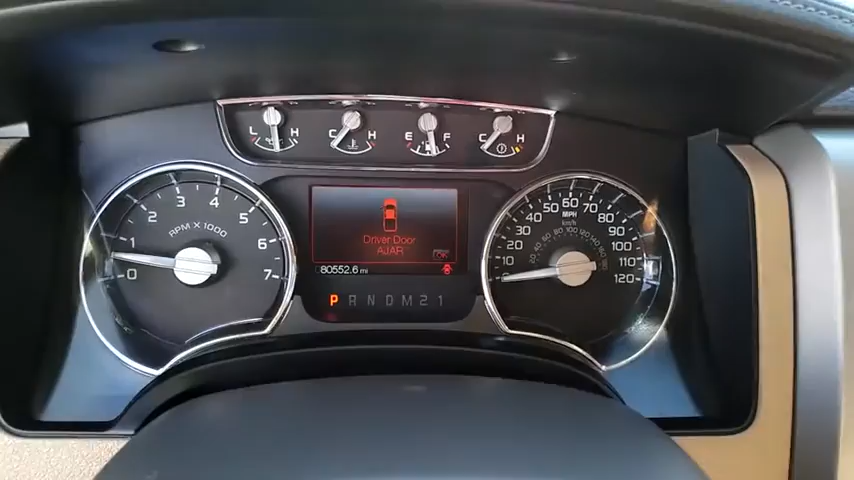 L H C H E F C H
RPM X 1000
0 1 2 3 4 5 6 7
Driver Door
AJAR
OK
80552.6 mi
P R N D M 2 1
MPH
km/h
10 20 30 40 50 60 70 80 90 100 110 120